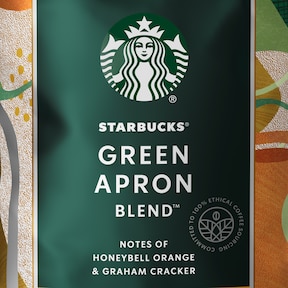 STARBUCKS®
GREEN
APRON
BLEND™
COMMITTED TO 100% ETHICAL COFFEE SOURCING
NOTES OF
HONEYBELL ORANGE
& GRAHAM CRACKER